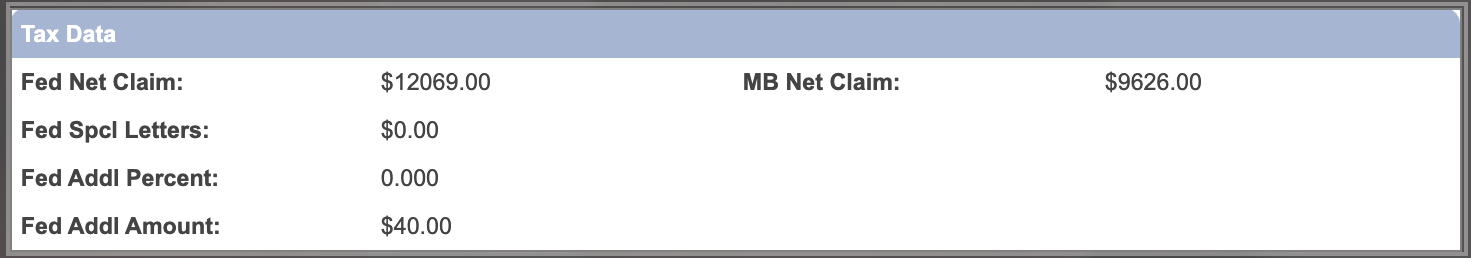 Tax Data
Fed Net Claim: $12069.00 MB Net Claim: $9626.00
Fed Spcl Letters: $0.00
Fed Addl Percent: 0.000
Fed Addl Amount: $40.00